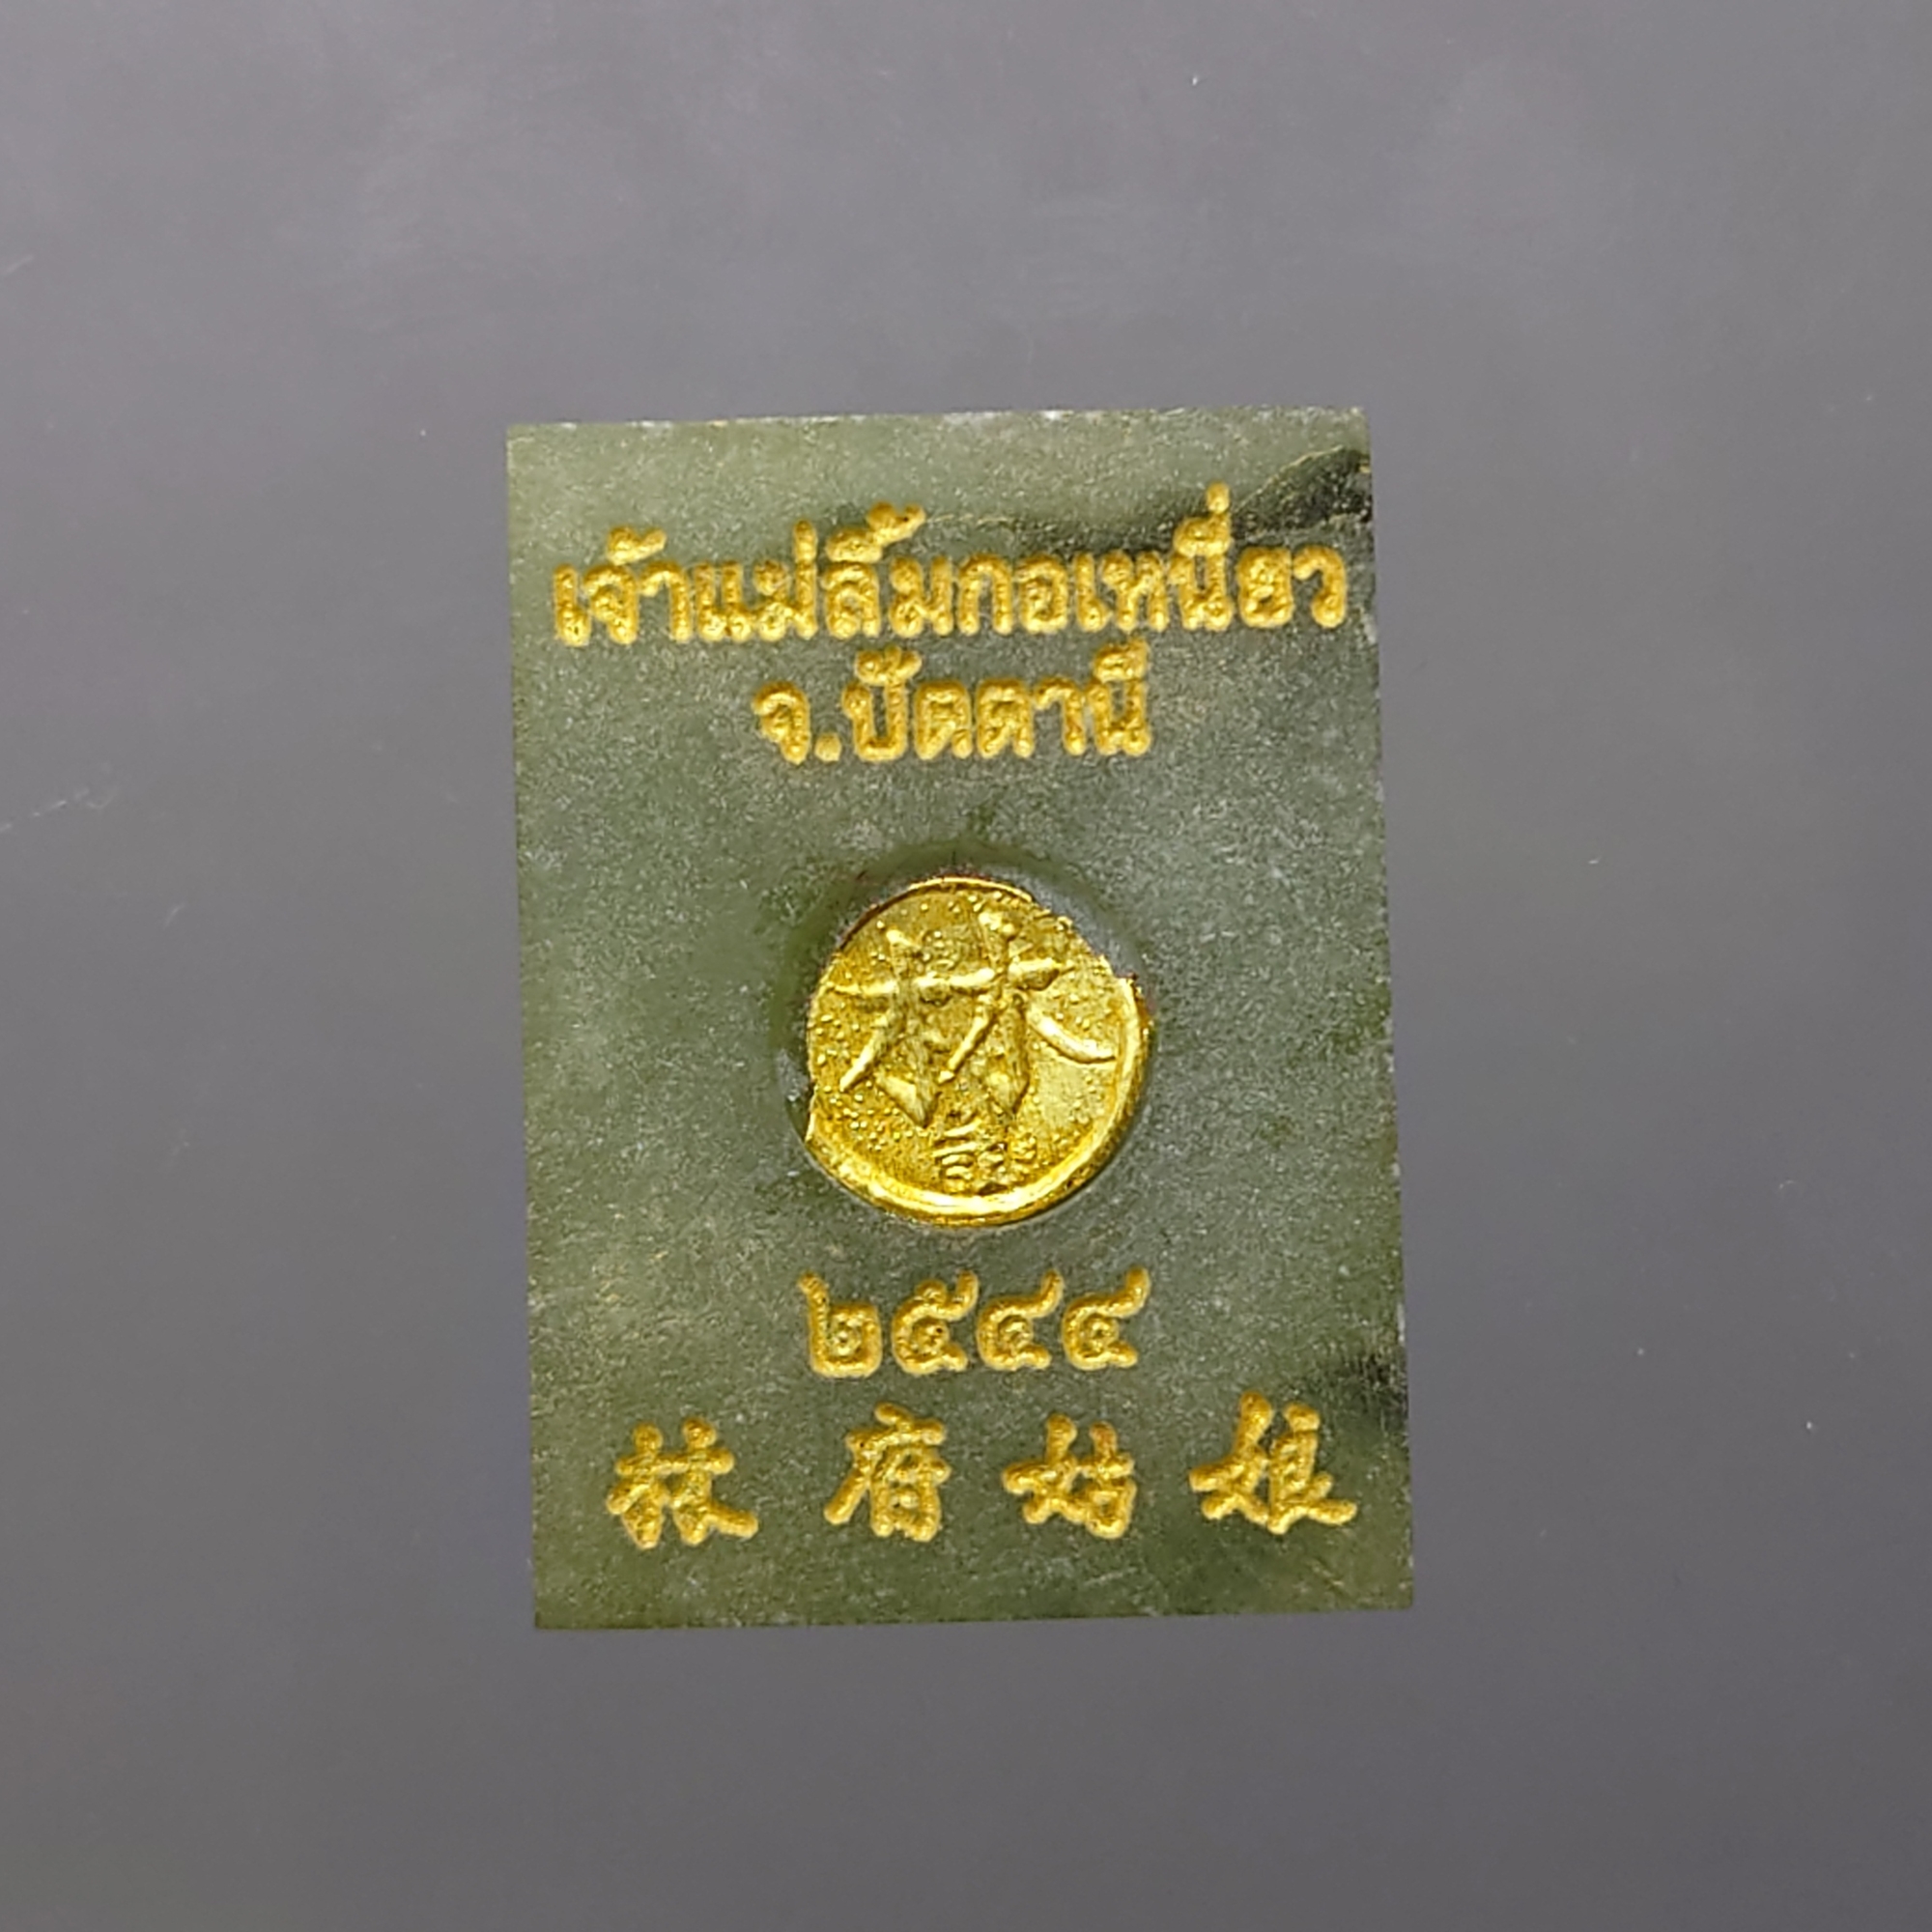 เจ้าแม่ลิ้มกอเหนี่ยว
จ.ปัตตานี
๒๕๔๔
林府姑娘